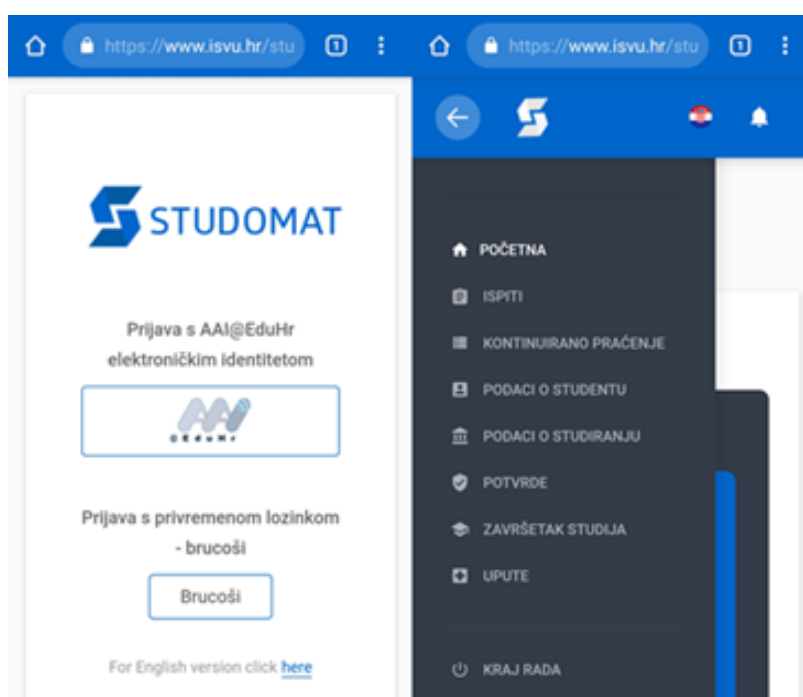 https://www.isvu.hr/stu
1
STUDOMAT
Prijava s AAI@EduHr
elektroničkim identitetom
AAI
@EduHr
Prijava s privremenom lozinkom
- brucoši
Brucoši
For English version click here
https://www.isvu.hr/stu
1
POČETNA
ISPITI
KONTINUIRANO PRAĆENJE
PODACI O STUDENTU
PODACI O STUDIRANJU
POTVRDE
ZAVRŠETAK STUDIJA
UPUTE
KRAJ RADA